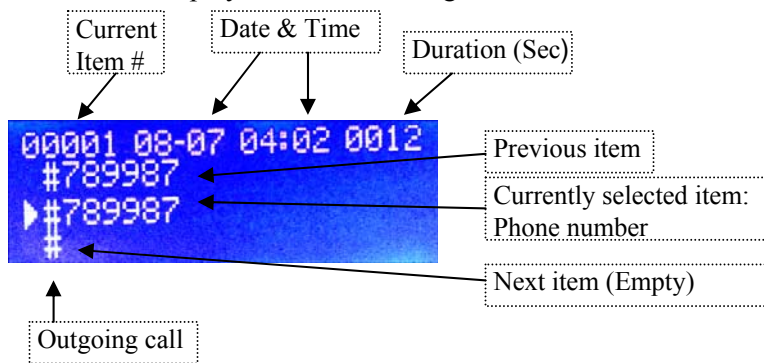 Current
Item #
Date & Time
Duration (Sec)
00001 08-07 04:02 0012
#789987
#789987
#
Previous item
Currently selected item:
Phone number
Next item (Empty)
Outgoing call